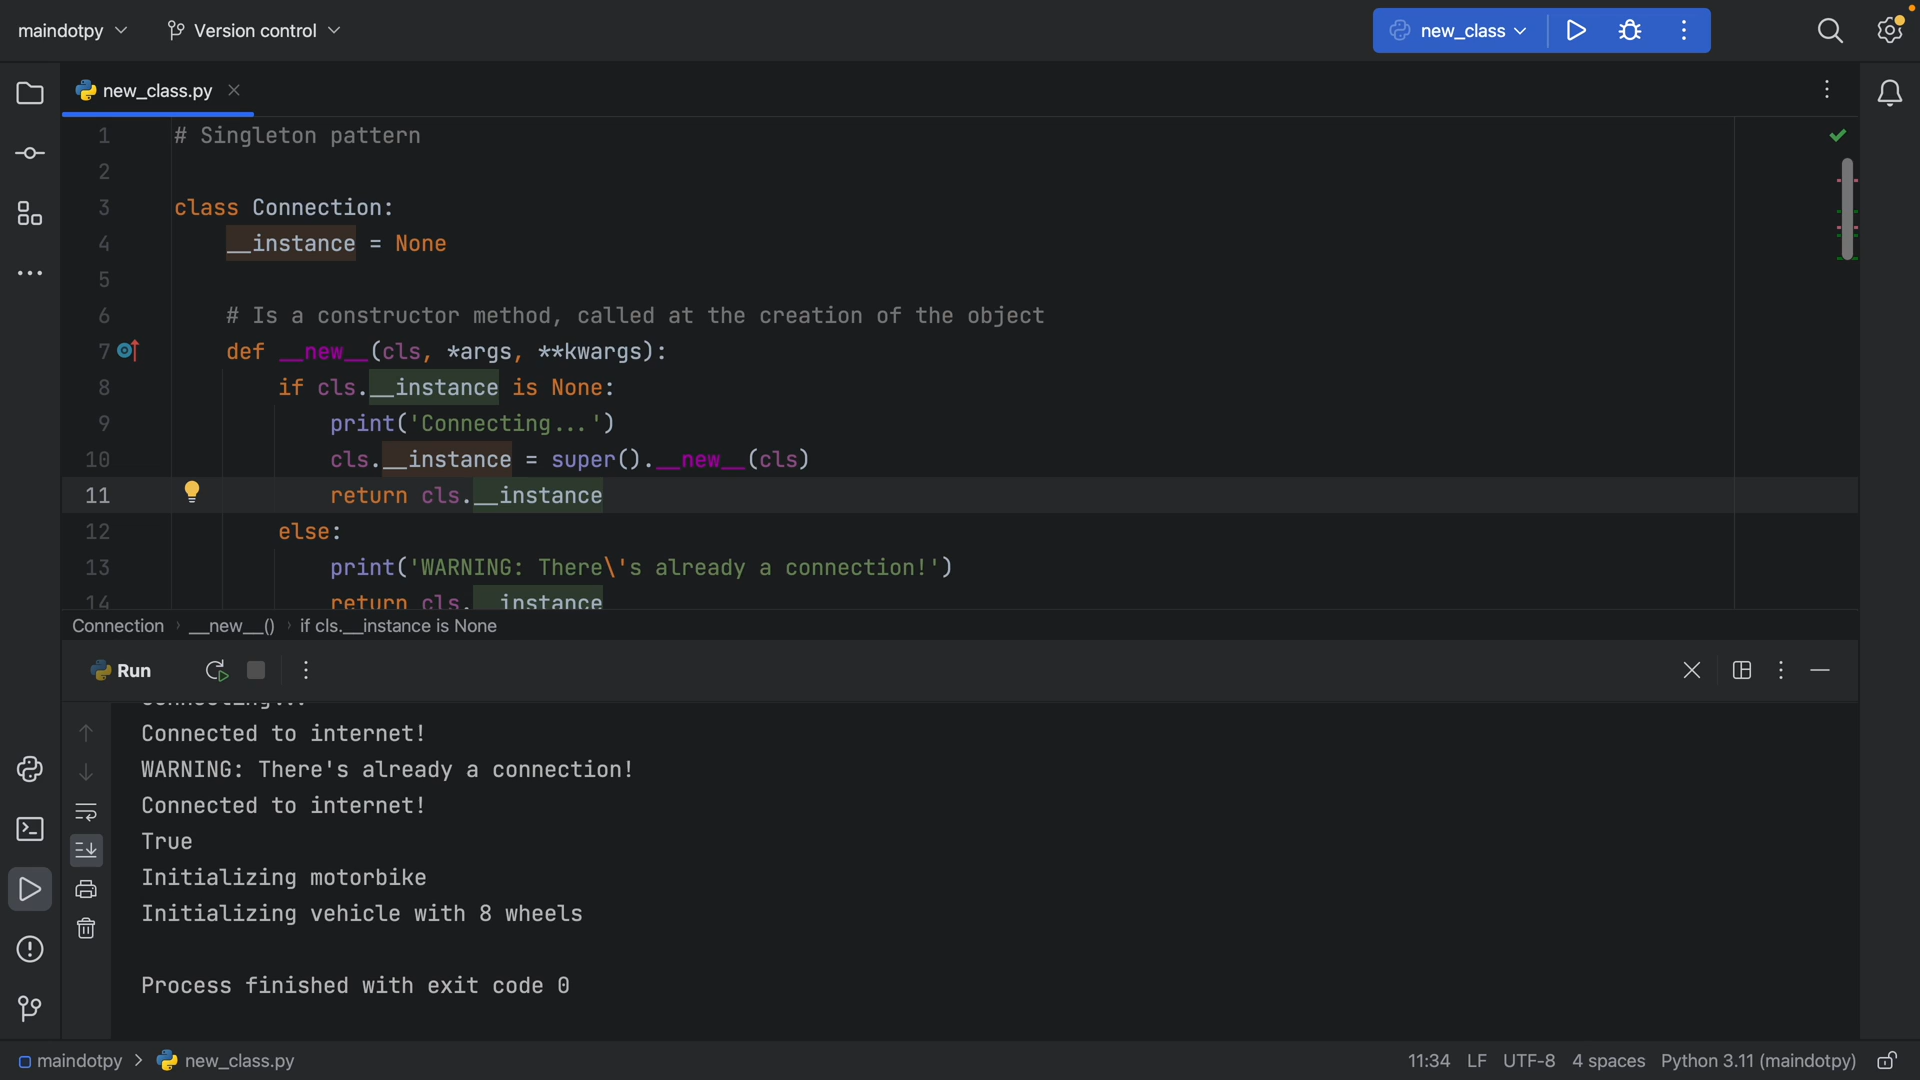 maindotpy
Version control
new_class
new_class.py
1 # Singleton pattern
2
3 class Connection:
4 __instance = None
5
6 # Is a constructor method, called at the creation of the object
7 def __new__(cls, *args, **kwargs):
8 if cls.__instance is None:
9 print('Connecting...')
10 cls.__instance = super().__new__(cls)
11 return cls.__instance
12 else:
13 print('WARNING: There\'s already a connection!')
14 return cls.__instance
Connection › __new__() › if cls.__instance is None
Run
Connecting...
Connected to internet!
WARNING: There's already a connection!
Connected to internet!
True
Initializing motorbike
Initializing vehicle with 8 wheels
Process finished with exit code 0
maindotpy > new_class.py
11:34 LF UTF-8 4 spaces Python 3.11 (maindotpy)